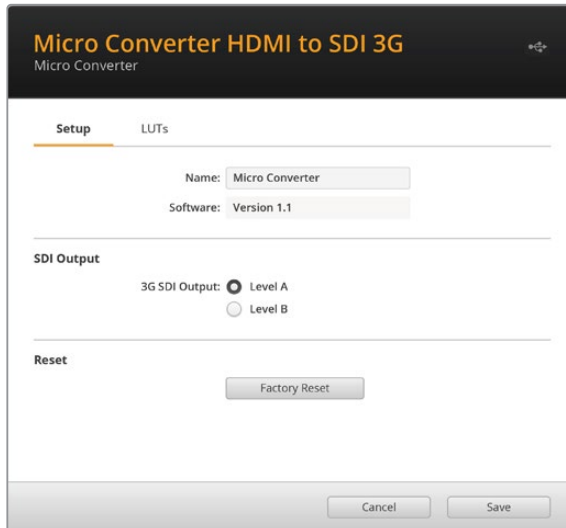 Micro Converter HDMI to SDI 3G
Micro Converter
Setup LUTs
Name: Micro Converter
Software: Version 1.1
SDI Output
3G SDI Output: Level A
Level B
Reset
Factory Reset
Cancel Save